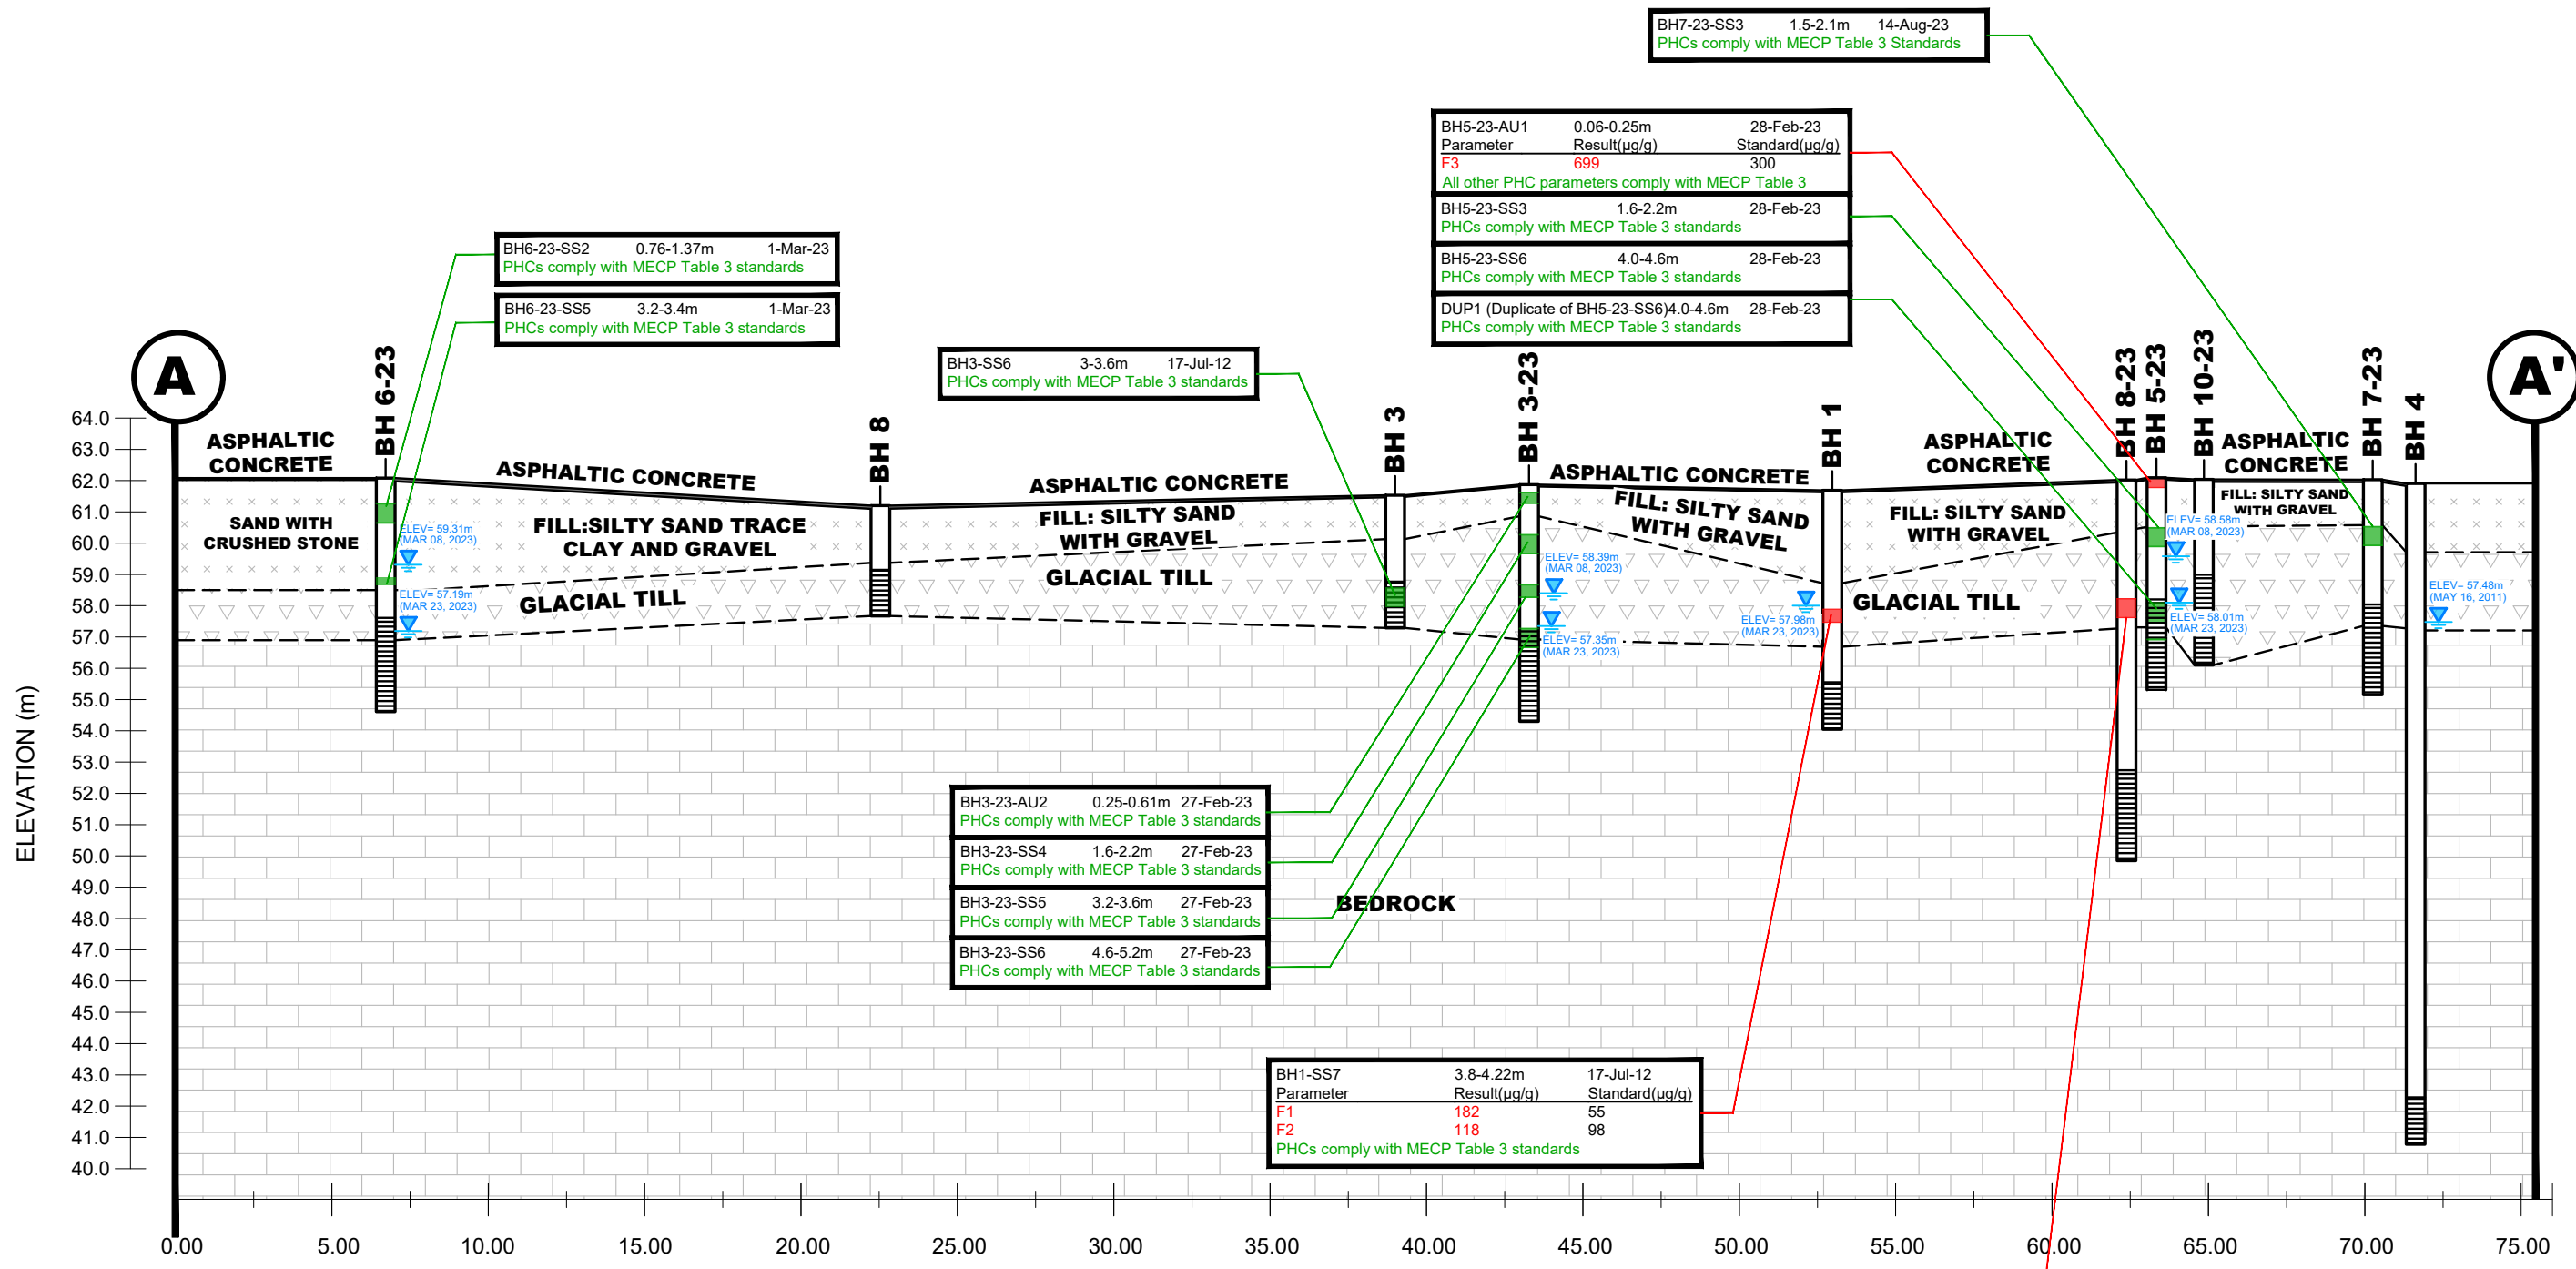 BH7-23-SS3 1.5-2.1m 14-Aug-23
PHCs comply with MECP Table 3 Standards
BH5-23-AU1 0.06-0.25m 28-Feb-23
Parameter Result(µg/g) Standard(µg/g)
F3 699 300
All other PHC parameters comply with MECP Table 3
BH5-23-SS3 1.6-2.2m 28-Feb-23
PHCs comply with MECP Table 3 standards
BH5-23-SS6 4.0-4.6m 28-Feb-23
PHCs comply with MECP Table 3 standards
DUP1 (Duplicate of BH5-23-SS6)4.0-4.6m 28-Feb-23
PHCs comply with MECP Table 3 standards
BH6-23-SS2 0.76-1.37m 1-Mar-23
PHCs comply with MECP Table 3 standards
BH6-23-SS5 3.2-3.4m 1-Mar-23
PHCs comply with MECP Table 3 standards
BH3-SS6 3-3.6m 17-Jul-12
PHCs comply with MECP Table 3 standards
A
A'
BH 6-23
BH 8
BH 3
BH 3-23
BH 1
BH 8-23
BH 5-23
BH 10-23
BH 7-23
BH 4
ASPHALTIC
CONCRETE
ASPHALTIC CONCRETE
ASPHALTIC CONCRETE
ASPHALTIC CONCRETE
ASPHALTIC
CONCRETE
ASPHALTIC
CONCRETE
SAND WITH
CRUSHED STONE
FILL:SILTY SAND TRACE
CLAY AND GRAVEL
FILL: SILTY SAND
WITH GRAVEL
FILL: SILTY SAND
WITH GRAVEL
FILL: SILTY SAND
WITH GRAVEL
FILL: SILTY SAND
WITH GRAVEL
GLACIAL TILL
GLACIAL TILL
GLACIAL TILL
ELEV= 59.31m
(MAR 08, 2023)
ELEV= 57.19m
(MAR 23, 2023)
ELEV= 58.39m
(MAR 08, 2023)
ELEV= 57.35m
(MAR 23, 2023)
ELEV= 57.98m
(MAR 23, 2023)
ELEV= 58.58m
(MAR 08, 2023)
ELEV= 58.01m
(MAR 23, 2023)
ELEV= 57.48m
(MAY 16, 2011)
BH3-23-AU2 0.25-0.61m 27-Feb-23
PHCs comply with MECP Table 3 standards
BH3-23-SS4 1.6-2.2m 27-Feb-23
PHCs comply with MECP Table 3 standards
BH3-23-SS5 3.2-3.6m 27-Feb-23
PHCs comply with MECP Table 3 standards
BH3-23-SS6 4.6-5.2m 27-Feb-23
PHCs comply with MECP Table 3 standards
BEDROCK
BH1-SS7 3.8-4.22m 17-Jul-12
Parameter Result(µg/g) Standard(µg/g)
F1 182 55
F2 118 98
PHCs comply with MECP Table 3 standards
ELEVATION (m)
64.0
63.0
62.0
61.0
60.0
59.0
58.0
57.0
56.0
55.0
54.0
53.0
52.0
51.0
50.0
49.0
48.0
47.0
46.0
45.0
44.0
43.0
42.0
41.0
40.0
0.00 5.00 10.00 15.00 20.00 25.00 30.00 35.00 40.00 45.00 50.00 55.00 60.00 65.00 70.00 75.00